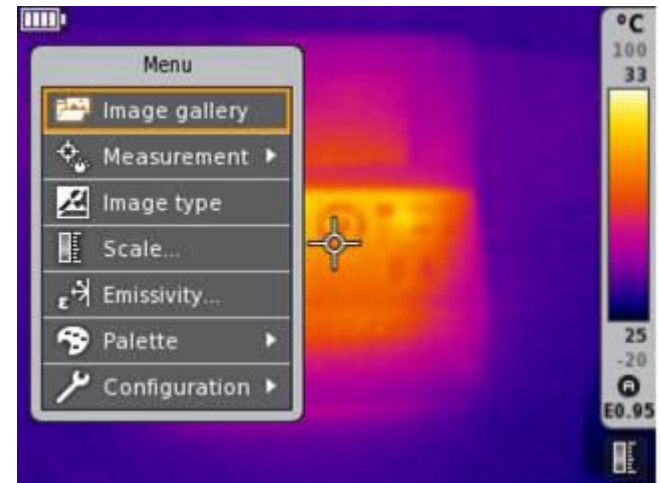 Menu
Image gallery
Measurement
Image type
Scale...
Emissivity...
Palette
Configuration
°C
100
33
25
-20
A
E0.95